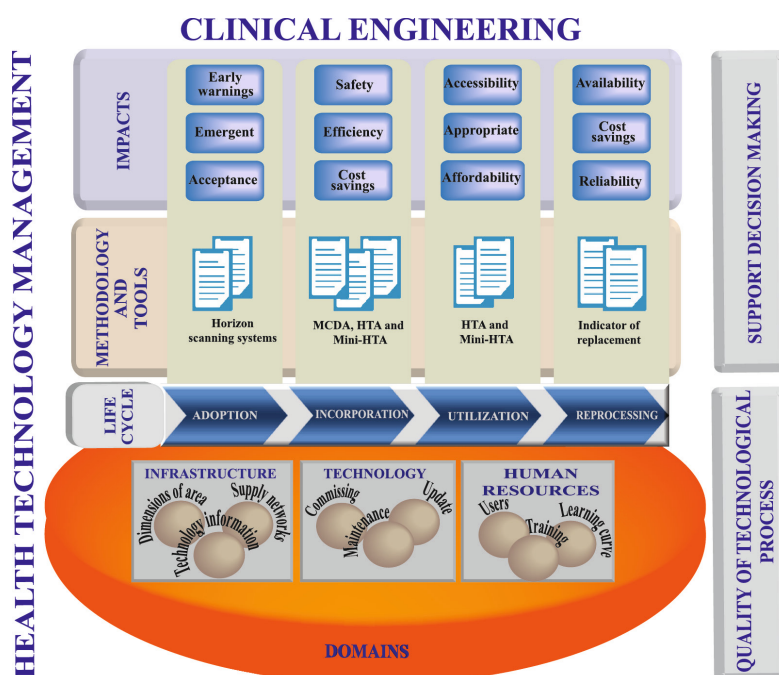 CLINICAL ENGINEERING
HEALTH TECHNOLOGY MANAGEMENT
IMPACTS
Early
warnings
Emergent
Acceptance
Safety
Efficiency
Cost
savings
Accessibility
Appropriate
Affordability
Availability
Cost
savings
Reliability
SUPPORT DECISION MAKING
METHODOLOGY
AND
TOOLS
Horizon
scanning systems
MCDA, HTA and
Mini-HTA
HTA and
Mini-HTA
Indicator of
replacement
LIFE
CYCLE
ADOPTION
INCORPORATION
UTILIZATION
REPROCESSING
QUALITY OF TECHNOLOGICAL
PROCESS
INFRASTRUCTURE
Dimensions of area
Technology information
Supply networks
TECHNOLOGY
Commissing
Maintenance
Update
HUMAN
RESOURCES
Users
Training
Learning curve
DOMAINS